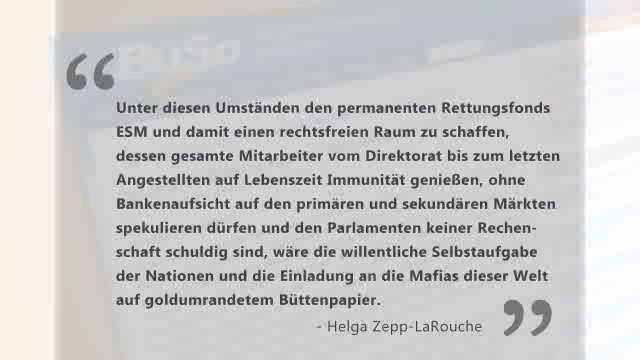 BüSo
“
Unter diesen Umständen den permanenten Rettungsfonds
ESM und damit einen rechtsfreien Raum zu schaffen,
dessen gesamte Mitarbeiter vom Direktorat bis zum letzten
Angestellten auf Lebenszeit Immunität genießen, ohne
Bankenaufsicht auf den primären und sekundären Märkten
spekulieren dürfen und den Parlamenten keiner Rechen-
schaft schuldig sind, wäre die willentliche Selbstaufgabe
der Nationen und die Einladung an die Mafias dieser Welt
auf goldumrandetem Büttenpapier.
- Helga Zepp-LaRouche ”